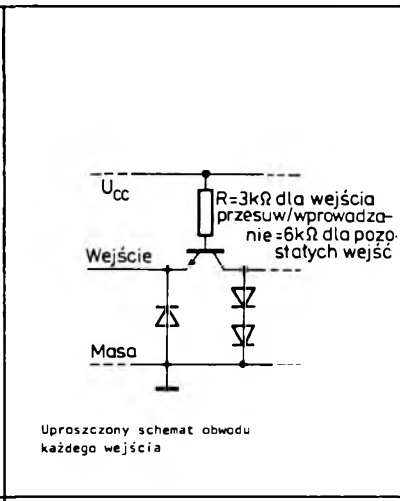 U_CC
R=3kΩ dla wejścia
przesuw/wprowadza-
nie=6kΩ dla pozo-
stałych wejść
Wejście
Masa
Uproszczony schemat obwodu
każdego wejścia